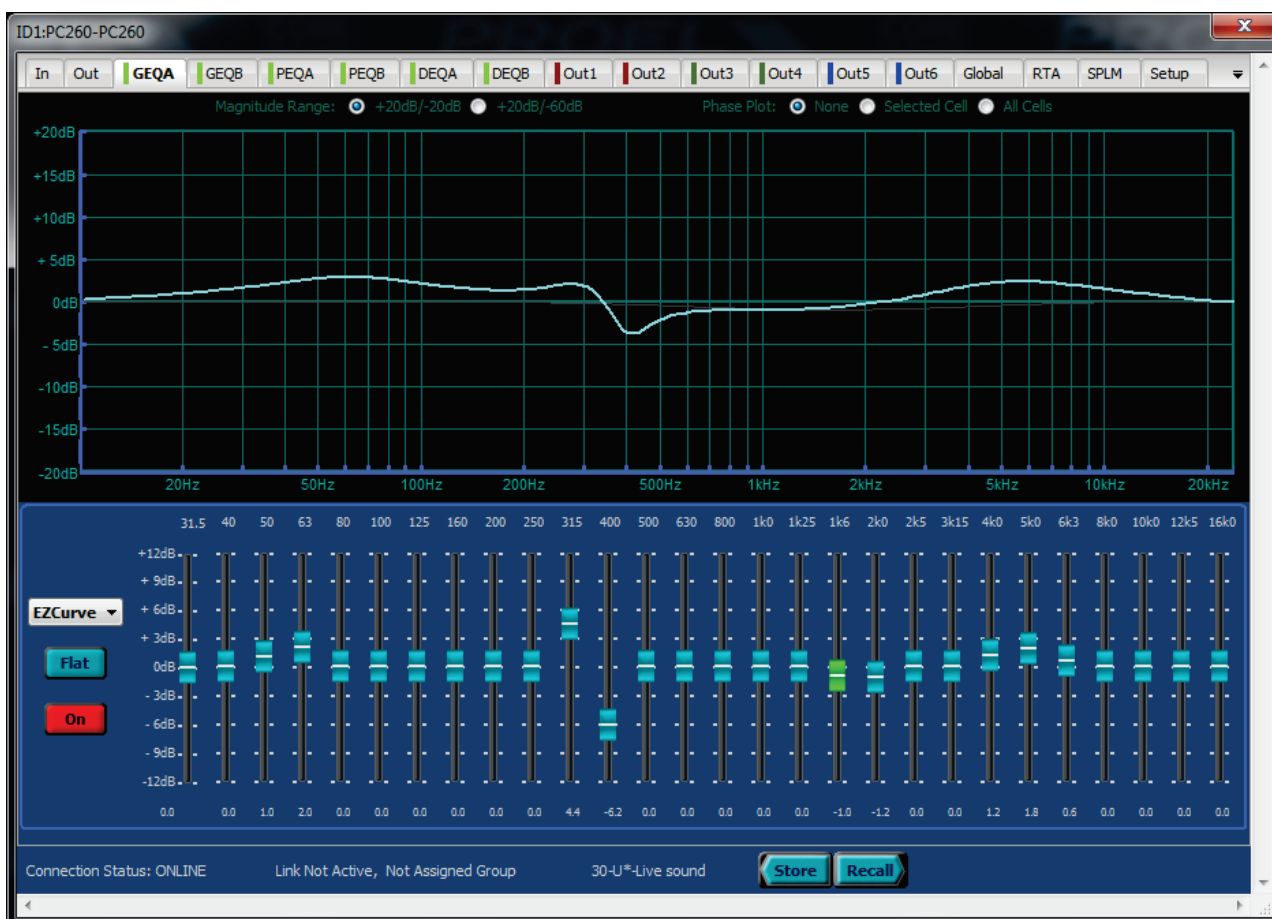 ID1:PC260-PC260
In Out GEQA GEQB PEQA PEQB DEQA DEQB Out1 Out2 Out3 Out4 Out5 Out6 Global RTA SPLM Setup
Magnitude Range: +20dB/-20dB +20dB/-60dB Phase Plot: None Selected Cell All Cells
+20dB
+15dB
+10dB
+ 5dB
0dB
- 5dB
-10dB
-15dB
-20dB
20Hz 50Hz 100Hz 200Hz 500Hz 1kHz 2kHz 5kHz 10kHz 20kHz
31.5 40 50 63 80 100 125 160 200 250 315 400 500 630 800 1k0 1k25 1k6 2k0 2k5 3k15 4k0 5k0 6k3 8k0 10k0 12k5 16k0
+12dB
+ 9dB
EZCurve + 6dB
+ 3dB
Flat 0dB
- 3dB
On - 6dB
- 9dB
-12dB
0.0 0.0 1.0 2.0 0.0 0.0 0.0 0.0 0.0 0.0 4.4 -6.2 0.0 0.0 0.0 0.0 0.0 -1.0 -1.2 0.0 0.0 1.2 1.8 0.6 0.0 0.0 0.0 0.0
Connection Status: ONLINE Link Not Active, Not Assigned Group 30-U*-Live sound Store Recall